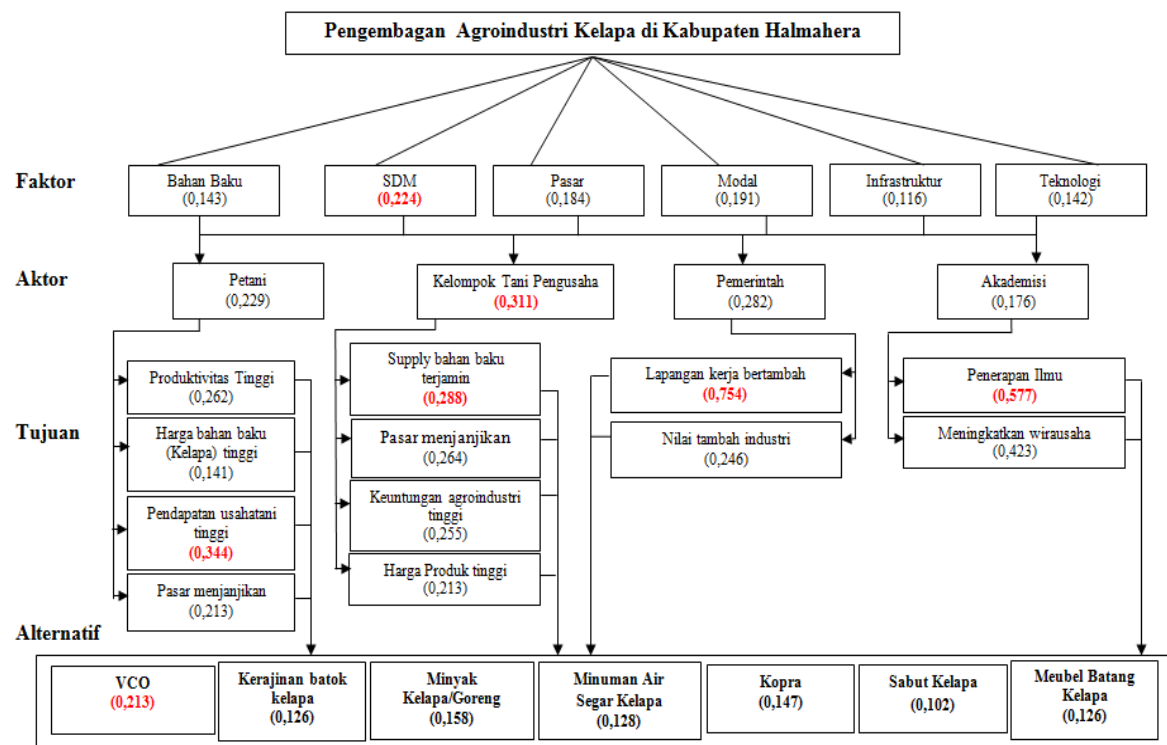 Pengembagan Agroindustri Kelapa di Kabupaten Halmahera
Faktor
Bahan Baku
(0,143)
SDM
(0,224)
Pasar
(0,184)
Modal
(0,191)
Infrastruktur
(0,116)
Teknologi
(0,142)
Aktor
Petani
(0,229)
Kelompok Tani Pengusaha
(0,311)
Pemerintah
(0,282)
Akademisi
(0,176)
Tujuan
Produktivitas Tinggi
(0,262)
Harga bahan baku
(Kelapa) tinggi
(0,141)
Pendapatan usahatani
tinggi
(0,344)
Pasar menjanjikan
(0,213)
Supply bahan baku
terjamin
(0,288)
Pasar menjanjikan
(0,264)
Keuntungan agroindustri
tinggi
(0,255)
Harga Produk tinggi
(0,213)
Lapangan kerja bertambah
(0,754)
Nilai tambah industri
(0,246)
Penerapan Ilmu
(0,577)
Meningkatkan wirausaha
(0,423)
Alternatif
VCO
(0,213)
Kerajinan batok
kelapa
(0,126)
Minyak
Kelapa/Goreng
(0,158)
Minuman Air
Segar Kelapa
(0,128)
Kopra
(0,147)
Sabut Kelapa
(0,102)
Meubel Batang
Kelapa
(0,126)